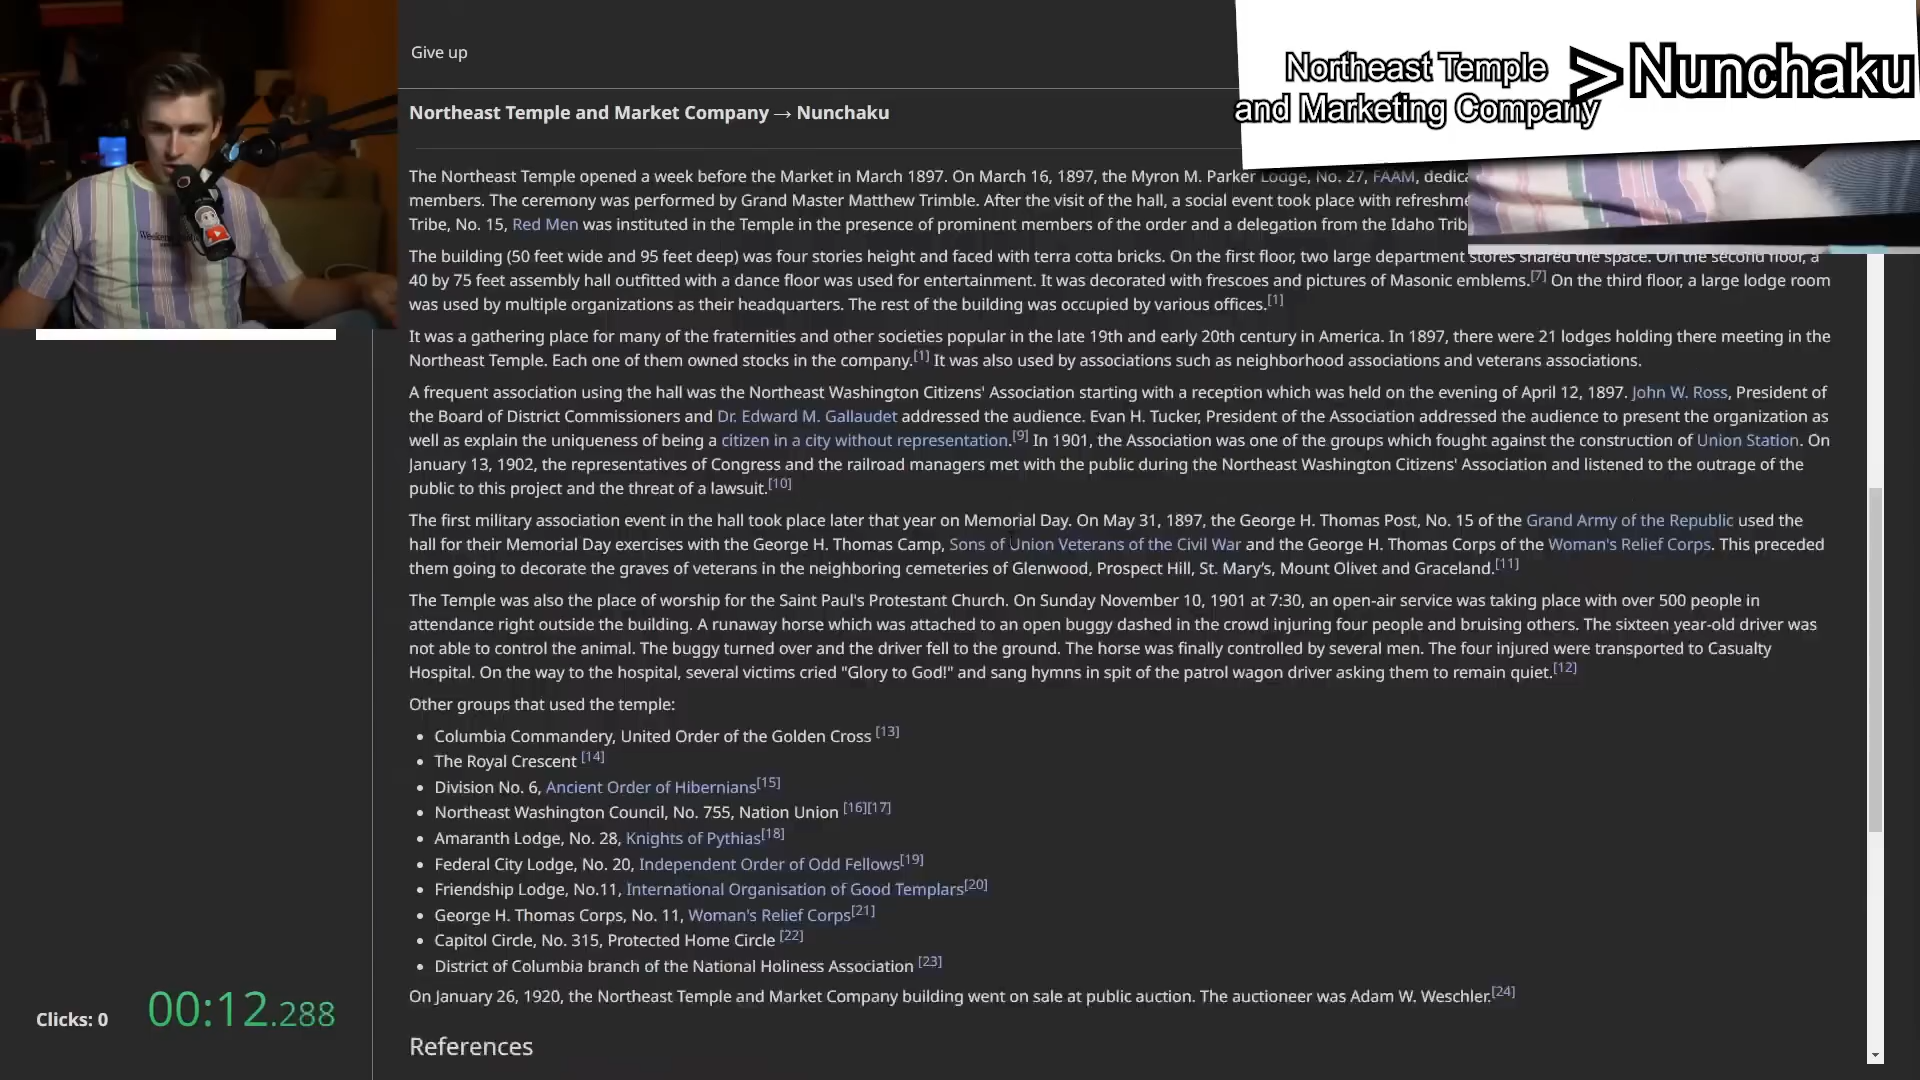 Give up
Northeast Temple
and Marketing Company
>Nunchaku
Northeast Temple and Market Company → Nunchaku
The Northeast Temple opened a week before the Market in March 1897. On March 16, 1897, the Myron M. Parker Lodge, No. 27, FAAM, dedica
members. The ceremony was performed by Grand Master Matthew Trimble. After the visit of the hall, a social event took place with refreshme
Tribe, No. 15, Red Men was instituted in the Temple in the presence of prominent members of the order and a delegation from the Idaho Trib
The building (50 feet wide and 95 feet deep) was four stories height and faced with terra cotta bricks. On the first floor, two large department stores shared the space. On the second floor, a
40 by 75 feet assembly hall outfitted with a dance floor was used for entertainment. It was decorated with frescoes and pictures of Masonic emblems.[7] On the third floor, a large lodge room
was used by multiple organizations as their headquarters. The rest of the building was occupied by various offices.[1]
It was a gathering place for many of the fraternities and other societies popular in the late 19th and early 20th century in America. In 1897, there were 21 lodges holding there meeting in the
Northeast Temple. Each one of them owned stocks in the company.[1] It was also used by associations such as neighborhood associations and veterans associations.
A frequent association using the hall was the Northeast Washington Citizens' Association starting with a reception which was held on the evening of April 12, 1897. John W. Ross, President of
the Board of District Commissioners and Dr. Edward M. Gallaudet addressed the audience. Evan H. Tucker, President of the Association addressed the audience to present the organization as
well as explain the uniqueness of being a citizen in a city without representation.[9] In 1901, the Association was one of the groups which fought against the construction of Union Station. On
January 13, 1902, the representatives of Congress and the railroad managers met with the public during the Northeast Washington Citizens' Association and listened to the outrage of the
public to this project and the threat of a lawsuit.[10]
The first military association event in the hall took place later that year on Memorial Day. On May 31, 1897, the George H. Thomas Post, No. 15 of the Grand Army of the Republic used the
hall for their Memorial Day exercises with the George H. Thomas Camp, Sons of Union Veterans of the Civil War and the George H. Thomas Corps of the Woman's Relief Corps. This preceded
them going to decorate the graves of veterans in the neighboring cemeteries of Glenwood, Prospect Hill, St. Mary's, Mount Olivet and Graceland.[11]
The Temple was also the place of worship for the Saint Paul's Protestant Church. On Sunday November 10, 1901 at 7:30, an open-air service was taking place with over 500 people in
attendance right outside the building. A runaway horse which was attached to an open buggy dashed in the crowd injuring four people and bruising others. The sixteen year-old driver was
not able to control the animal. The buggy turned over and the driver fell to the ground. The horse was finally controlled by several men. The four injured were transported to Casualty
Hospital. On the way to the hospital, several victims cried "Glory to God!" and sang hymns in spit of the patrol wagon driver asking them to remain quiet.[12]
Other groups that used the temple:
• Columbia Commandery, United Order of the Golden Cross [13]
• The Royal Crescent [14]
• Division No. 6, Ancient Order of Hibernians[15]
• Northeast Washington Council, No. 755, Nation Union [16][17]
• Amaranth Lodge, No. 28, Knights of Pythias[18]
• Federal City Lodge, No. 20, Independent Order of Odd Fellows[19]
• Friendship Lodge, No.11, International Organisation of Good Templars[20]
• George H. Thomas Corps, No. 11, Woman's Relief Corps[21]
• Capitol Circle, No. 315, Protected Home Circle [22]
• District of Columbia branch of the National Holiness Association [23]
On January 26, 1920, the Northeast Temple and Market Company building went on sale at public auction. The auctioneer was Adam W. Weschler.[24]
References
Clicks: 0
00:12.288